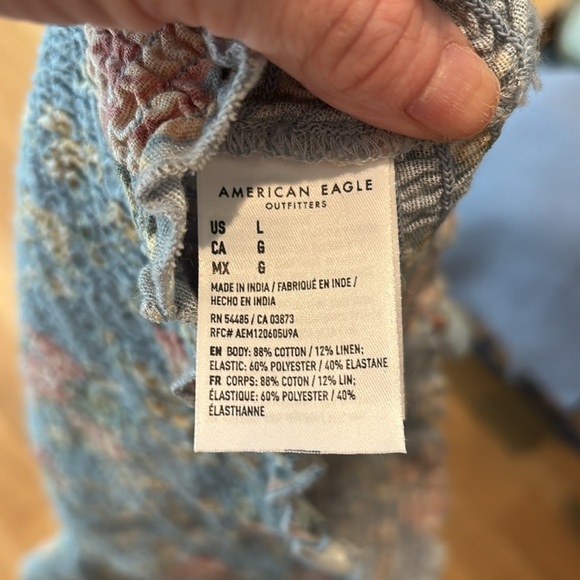 AMERICAN EAGLE
OUTFITTERS
US L
CA G
MX G
MADE IN INDIA / FABRIQUÉ EN INDE /
HECHO EN INDIA
RN 54485 / CA 03873
RFC# AEM120605U9A
EN BODY: 88% COTTON / 12% LINEN;
ELASTIC: 60% POLYESTER / 40% ELASTANE
FR CORPS: 88% COTON / 12% LIN;
ÉLASTIQUE: 60% POLYESTER / 40%
ÉLASTHANNE